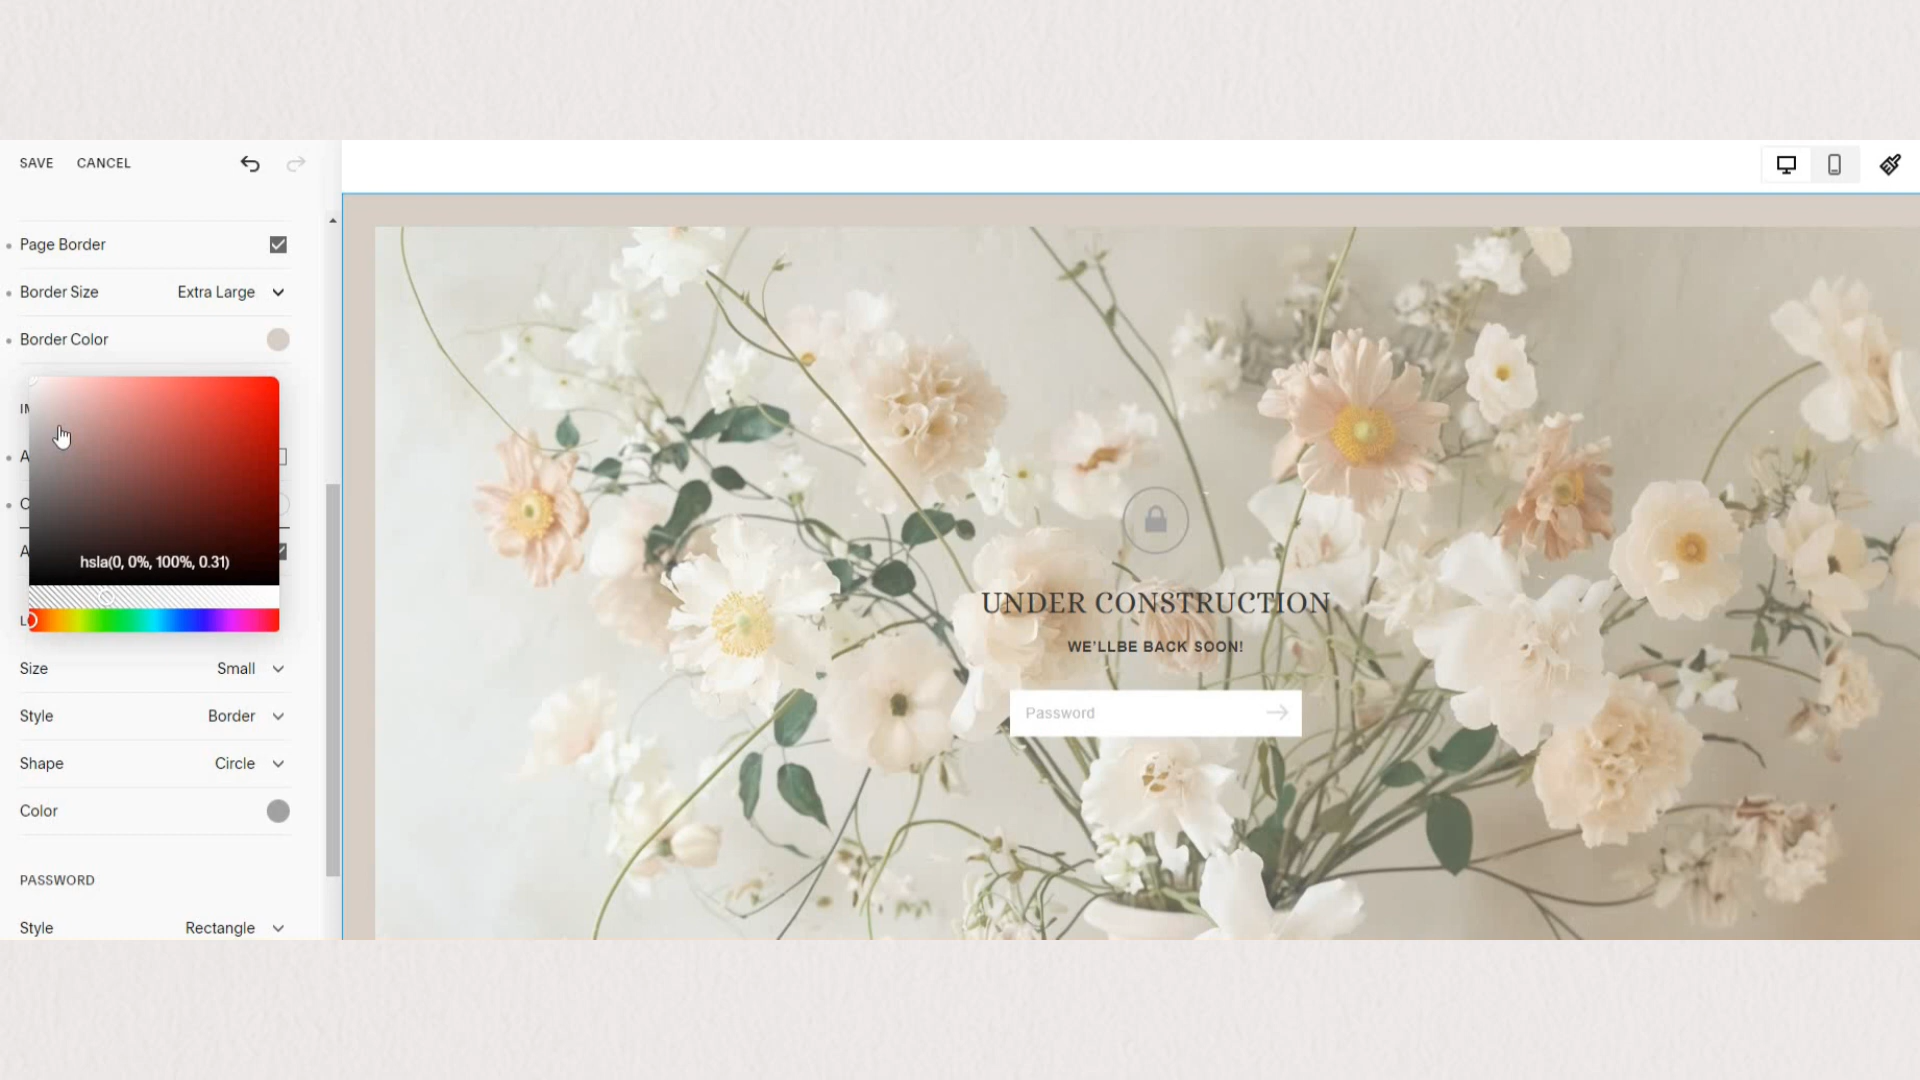 SAVE CANCEL
Page Border
Border Size Extra Large
Border Color
IM
A
hsla(0, 0%, 100%, 0.31)
Size Small
Style Border
Shape Circle
Color
PASSWORD
Style Rectangle
UNDER CONSTRUCTION
WE'LLBE BACK SOON!
Password